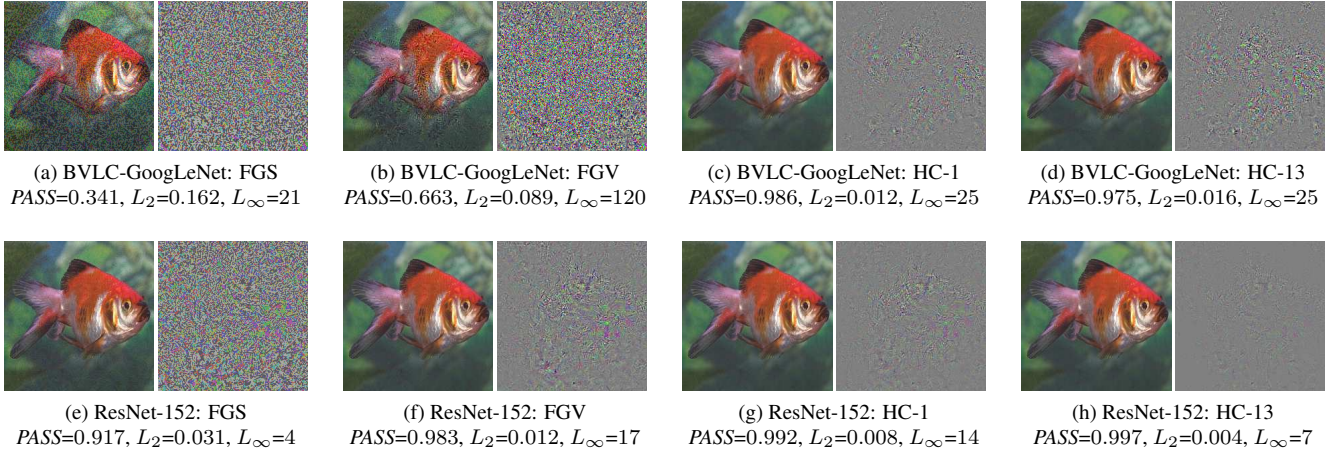 (a) BVLC-GoogLeNet: FGS
PASS=0.341, L₂=0.162, L∞=21
(b) BVLC-GoogLeNet: FGV
PASS=0.663, L₂=0.089, L∞=120
(c) BVLC-GoogLeNet: HC-1
PASS=0.986, L₂=0.012, L∞=25
(d) BVLC-GoogLeNet: HC-13
PASS=0.975, L₂=0.016, L∞=25
(e) ResNet-152: FGS
PASS=0.917, L₂=0.031, L∞=4
(f) ResNet-152: FGV
PASS=0.983, L₂=0.012, L∞=17
(g) ResNet-152: HC-1
PASS=0.992, L₂=0.008, L∞=14
(h) ResNet-152: HC-13
PASS=0.997, L₂=0.004, L∞=7